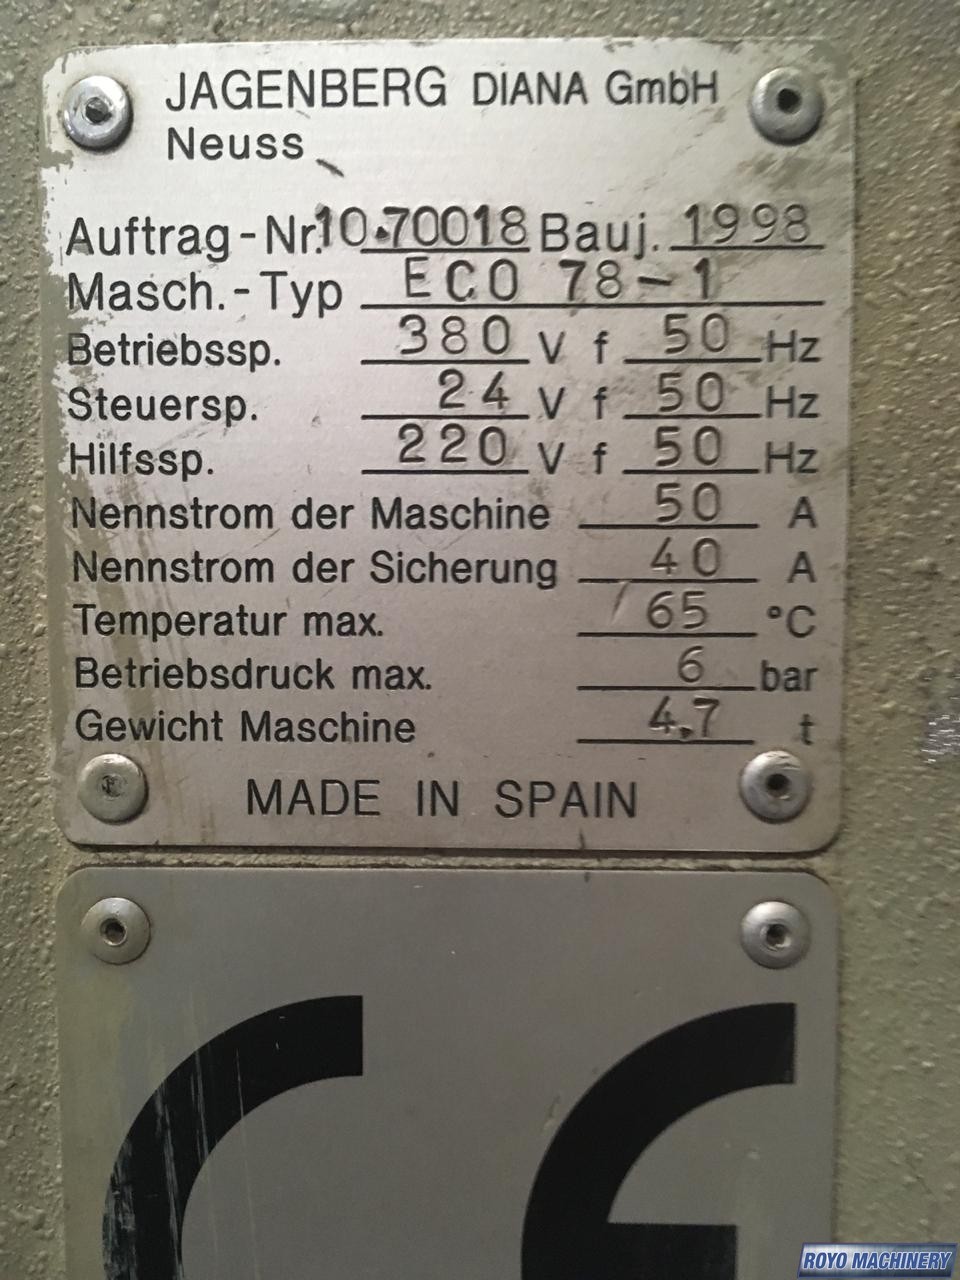 JAGENBERG DIANA GmbH
Neuss
Auftrag-Nr. 10.70018 Bauj. 1998
Masch.-Typ ECO 78-1
Betriebssp. 380 V f 50 Hz
Steuersp. 24 V f 50 Hz
Hilfssp. 220 V f 50 Hz
Nennstrom der Maschine 50 A
Nennstrom der Sicherung 40 A
Temperatur max. 65 °C
Betriebsdruck max. 6 bar
Gewicht Maschine 4,7 t
MADE IN SPAIN
CE
ROYO MACHINERY